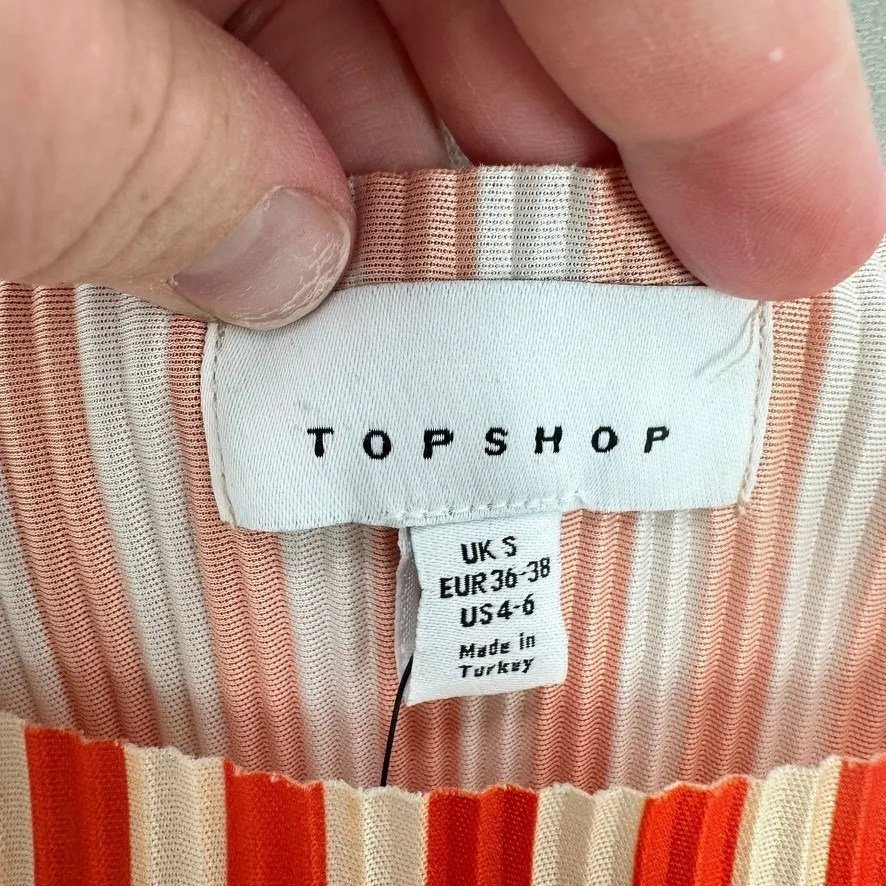 TOPSHOP
UK S
EUR 36-38
US 4-6
Made in
Turkey